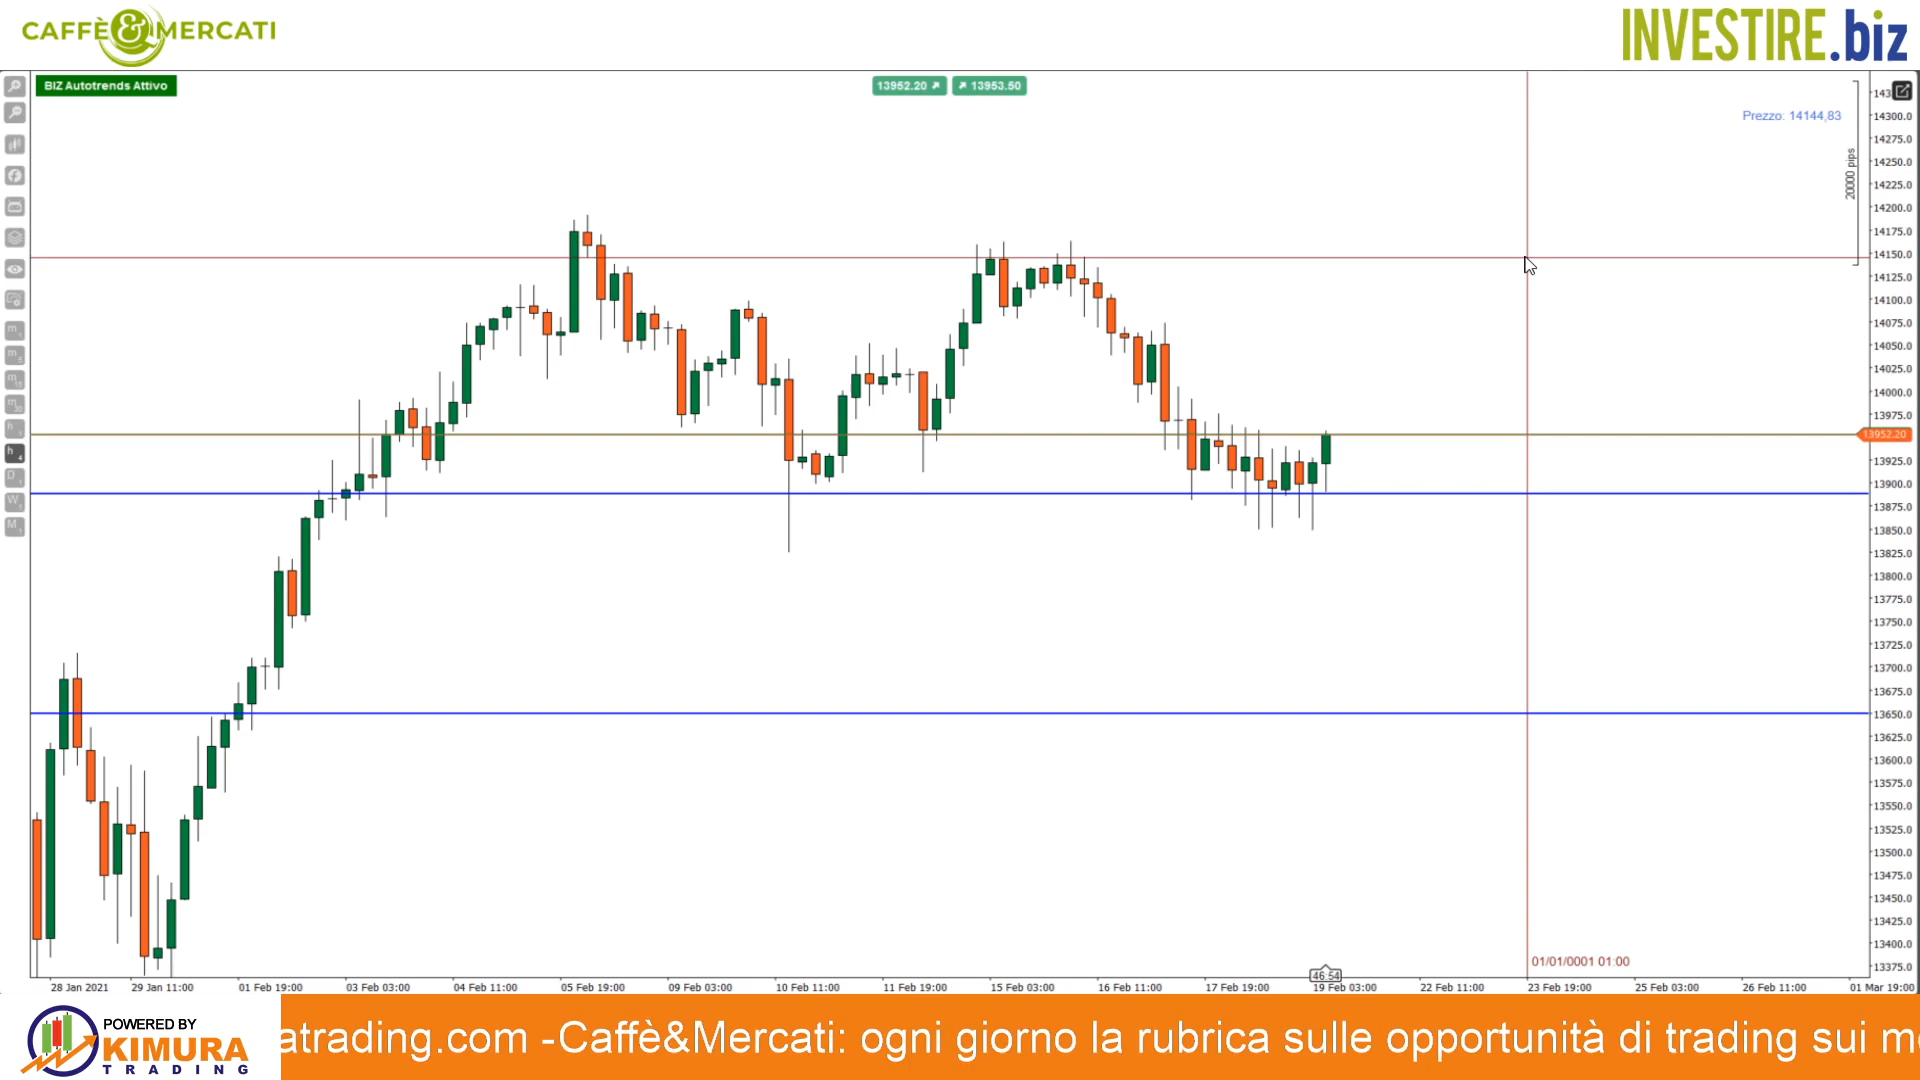 CAFFÈ&MERCATI
INVESTIRE.biz
BIZ Autotrends Attivo
13952.20
13953.50
Prezzo: 14144,83
20000 pips
143
14300.0
14275.0
14250.0
14225.0
14200.0
14175.0
14150.0
14125.0
14100.0
14075.0
14050.0
14025.0
14000.0
13975.0
13952.20
13925.0
13900.0
13875.0
13850.0
13825.0
13800.0
13775.0
13750.0
13725.0
13700.0
13675.0
13650.0
13625.0
13600.0
13575.0
13550.0
13525.0
13500.0
13475.0
13450.0
13425.0
13400.0
13375.0
m
m 5
m 15
m 30
h
h 4
D
W
M
01/01/0001 01:00
46:54
28 Jan 2021 29 Jan 11:00 01 Feb 19:00 03 Feb 03:00 04 Feb 11:00 05 Feb 19:00 09 Feb 03:00 10 Feb 11:00 11 Feb 19:00 15 Feb 03:00 16 Feb 11:00 17 Feb 19:00 19 Feb 03:00 22 Feb 11:00 23 Feb 19:00 25 Feb 03:00 26 Feb 11:00 01 Mar 19:00
POWERED BY
KIMURA
TRADING
atrading.com -Caffè&Mercati: ogni giorno la rubrica sulle opportunità di trading sui m